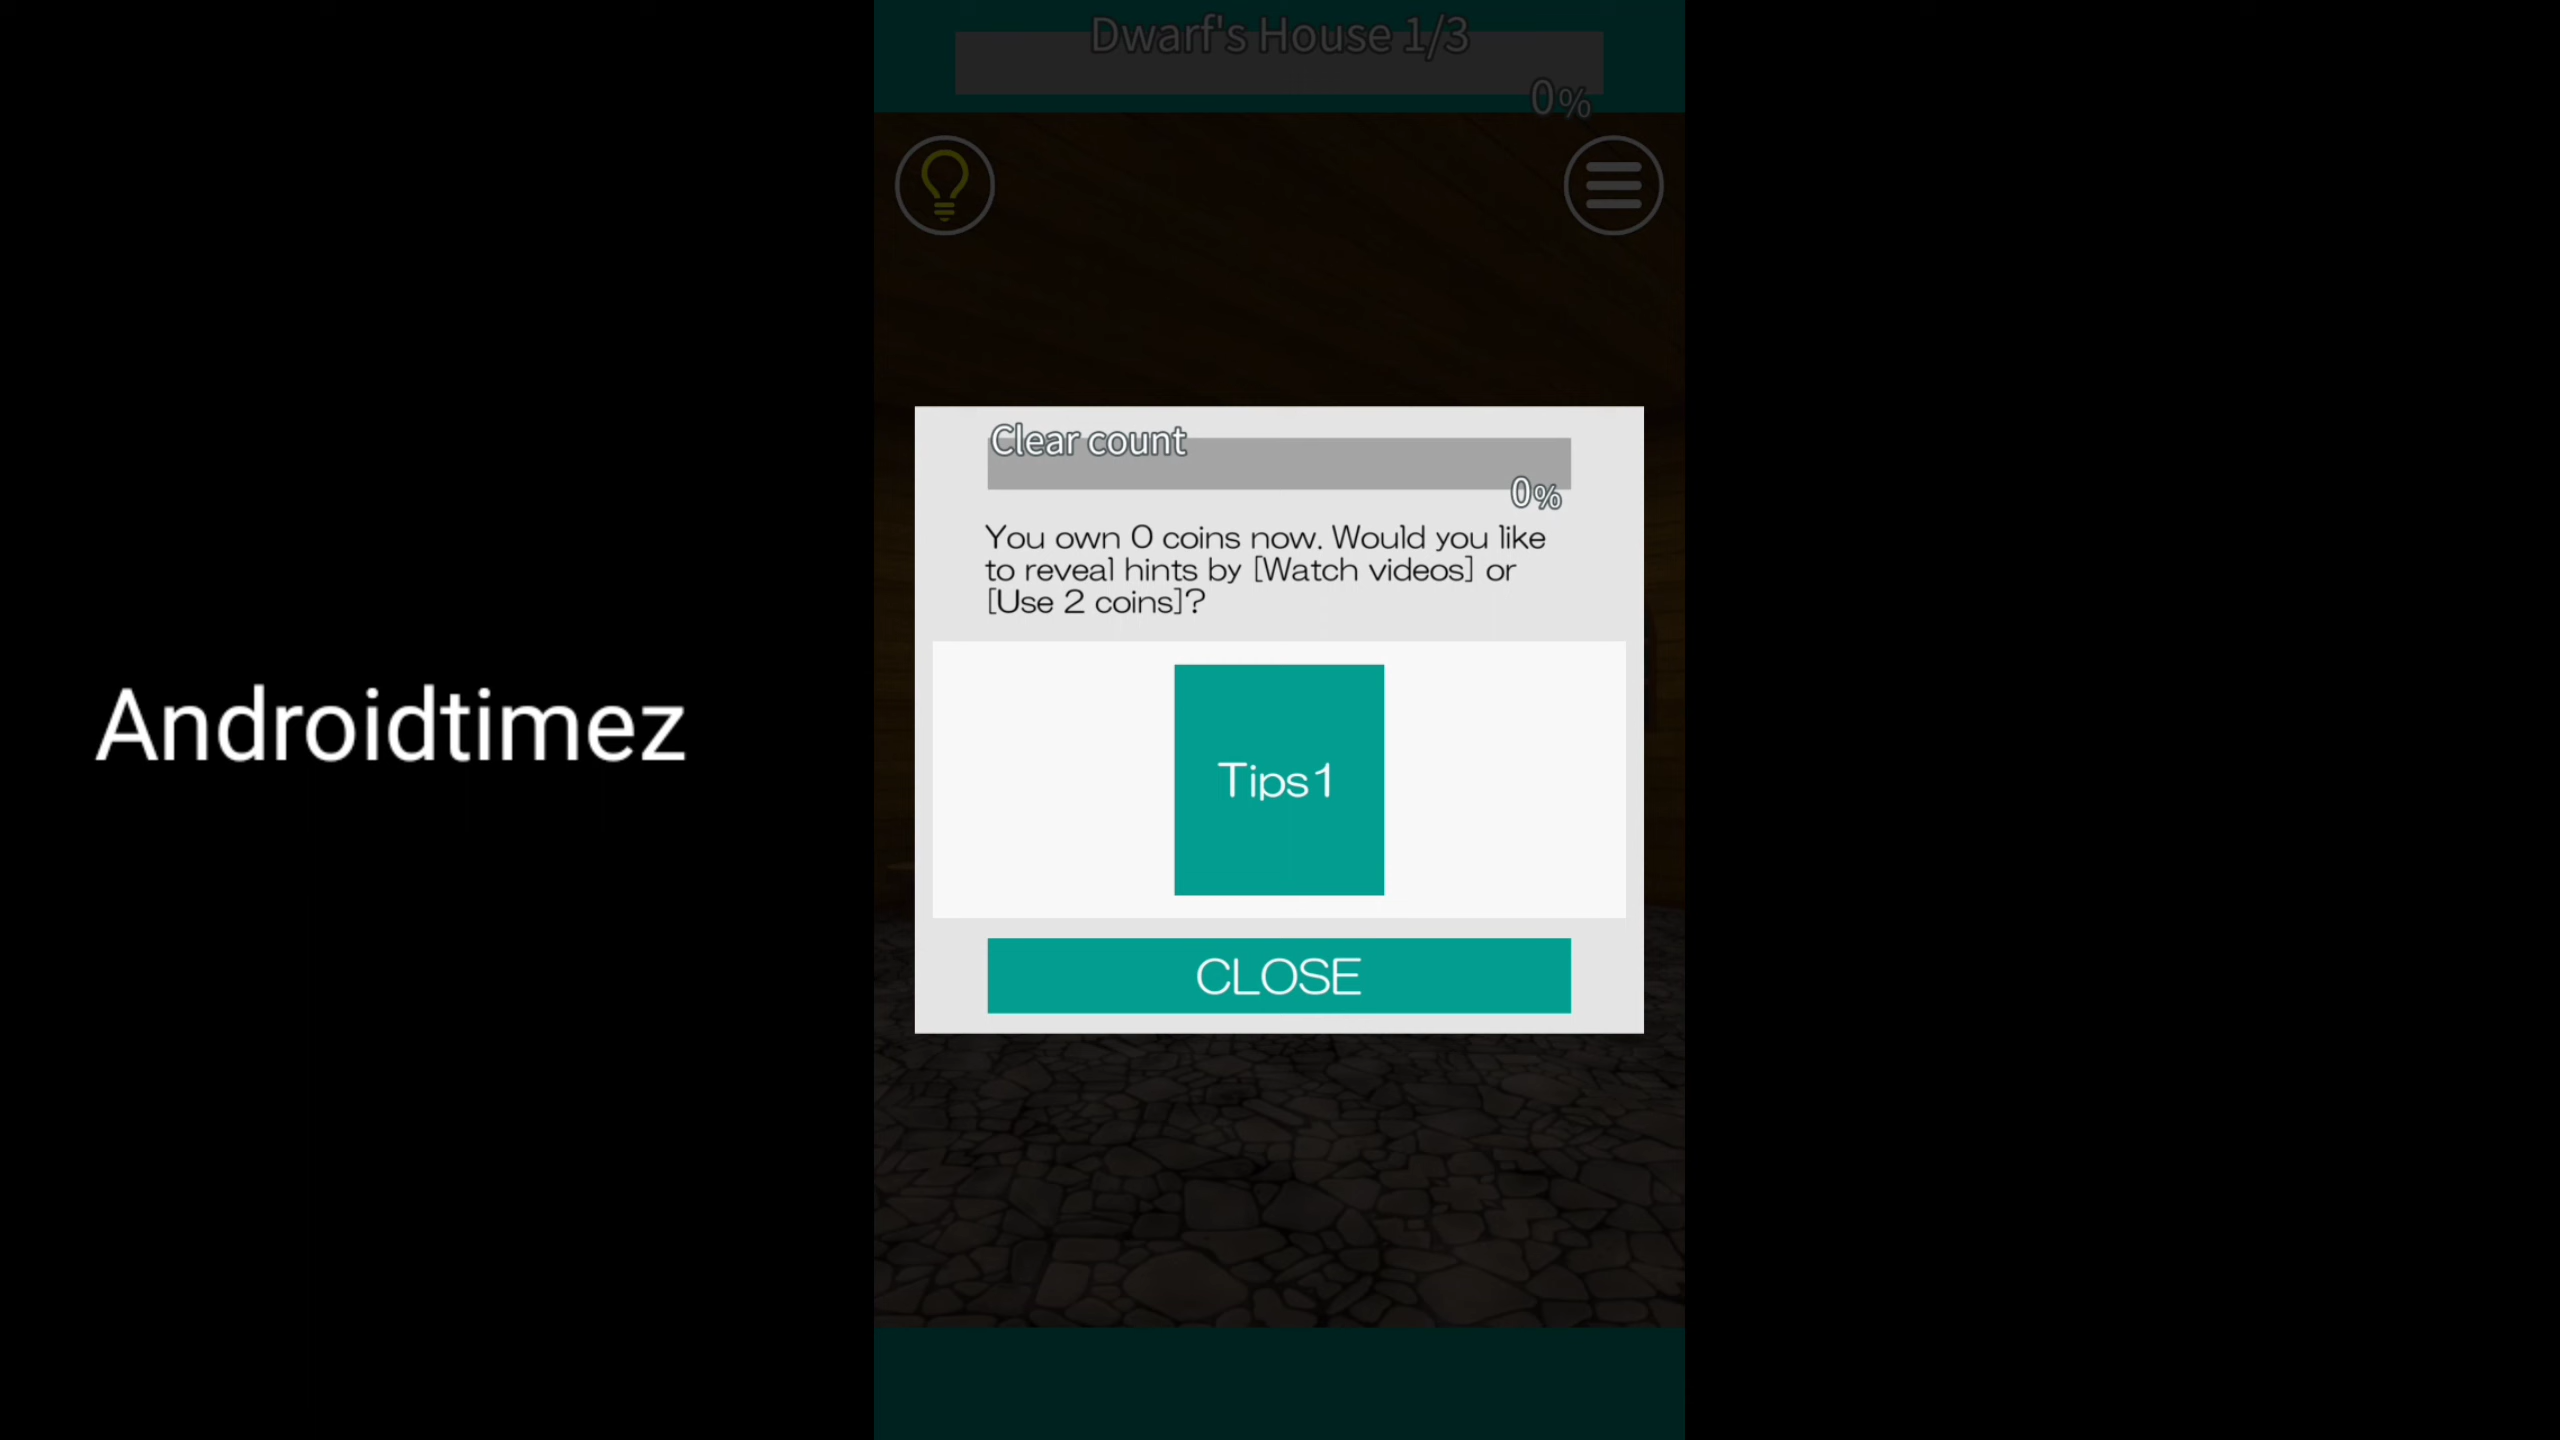 Dwarf's House 1/3
0%
Clear count
0%
You own 0 coins now. Would you like
to reveal hints by [Watch videos] or
[Use 2 coins]?
Androidtimez
Tips1
CLOSE